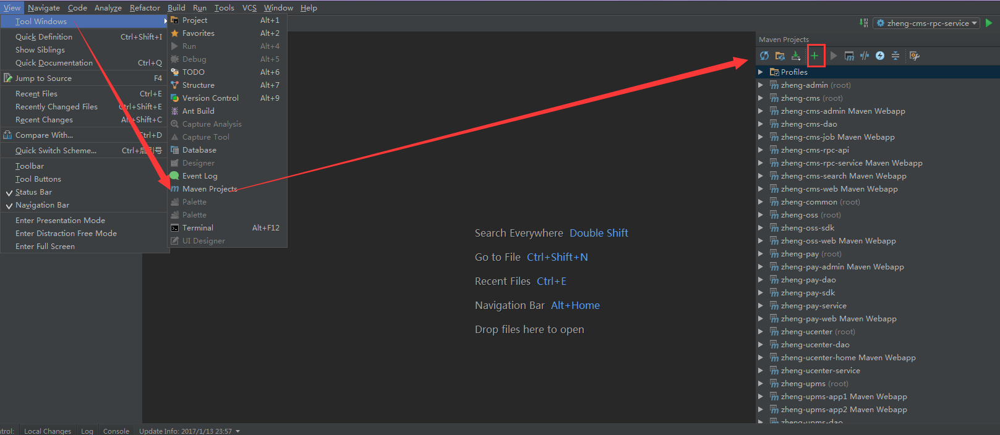 View Navigate Code Analyze Refactor Build Run Tools VCS Window Help
Tool Windows
Quick Definition Ctrl+Shift+I
Show Siblings
Quick Documentation Ctrl+Q
Jump to Source F4
Recent Files Ctrl+E
Recently Changed Files Ctrl+Shift+E
Recent Changes Alt+Shift+C
Compare With... Ctrl+D
Quick Switch Scheme... Ctrl+后引号
Toolbar
Tool Buttons
Status Bar
Navigation Bar
Enter Presentation Mode
Enter Distraction Free Mode
Enter Full Screen
Project Alt+1
Favorites Alt+2
Run Alt+4
Debug Alt+5
TODO Alt+6
Structure Alt+7
Version Control Alt+9
Ant Build
Capture Analysis
Capture Tool
Database
Designer
Event Log
Maven Projects
Palette
Palette
Terminal Alt+F12
UI Designer
Search Everywhere Double Shift
Go to File Ctrl+Shift+N
Recent Files Ctrl+E
Navigation Bar Alt+Home
Drop files here to open
zheng-cms-rpc-service
Maven Projects
Profiles
zheng-admin (root)
zheng-cms (root)
zheng-cms-admin Maven Webapp
zheng-cms-dao
zheng-cms-job Maven Webapp
zheng-cms-rpc-api
zheng-cms-rpc-service Maven Webapp
zheng-cms-search Maven Webapp
zheng-cms-web Maven Webapp
zheng-common (root)
zheng-oss (root)
zheng-oss-sdk
zheng-oss-web Maven Webapp
zheng-pay (root)
zheng-pay-admin Maven Webapp
zheng-pay-dao
zheng-pay-sdk
zheng-pay-service
zheng-pay-web Maven Webapp
zheng-ucenter (root)
zheng-ucenter-dao
zheng-ucenter-home Maven Webapp
zheng-ucenter-service
zheng-upms (root)
zheng-upms-app1 Maven Webapp
zheng-upms-app2 Maven Webapp
zheng-upms-dao
ntrol: Local Changes Log Console Update Info: 2017/1/13 23:57